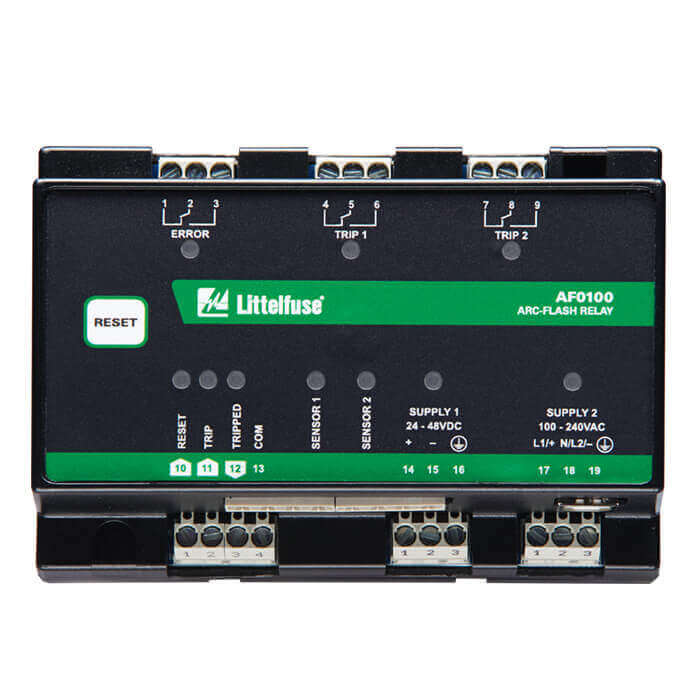 1 2 3
ERROR
4 5 6
TRIP 1
7 8 9
TRIP 2
Littelfuse®
AF0100
ARC-FLASH RELAY
RESET
RESET
TRIP
TRIPPED
COM
SENSOR 1
SENSOR 2
SUPPLY 1
24 - 48VDC
+ −
SUPPLY 2
100 - 240VAC
L1/+ N/L2/−
10 11 12 13
14 15 16
17 18 19
1 2 3 4
1 2 3
1 2 3